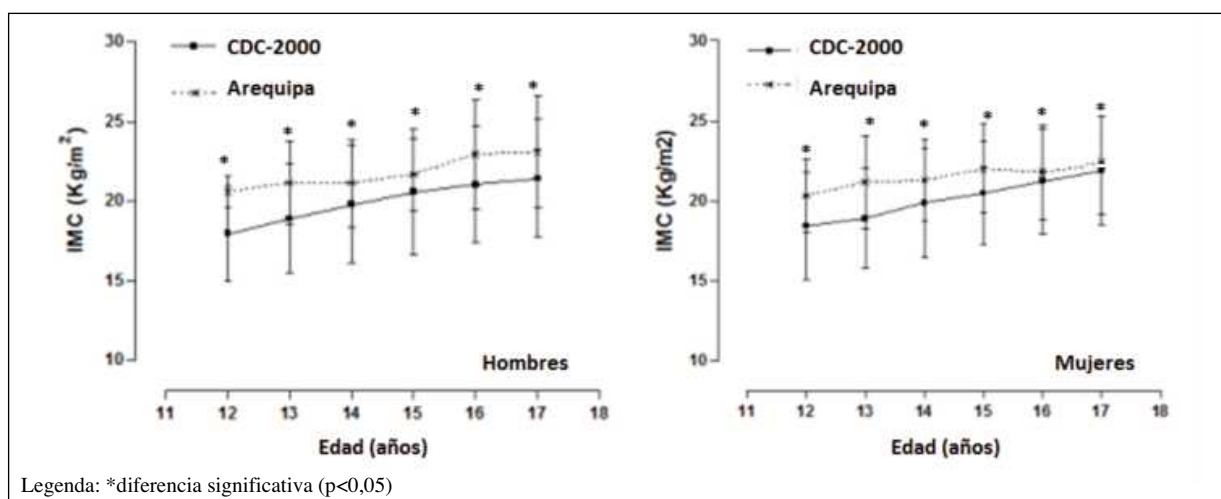 CDC-2000
Arequipa
IMC (Kg/m²)
30
25
20
15
10
* * * * * *
Hombres
11 12 13 14 15 16 17 18
Edad (años)
CDC-2000
Arequipa
IMC (Kg/m2)
30
25
20
15
10
* * * * * *
Mujeres
11 12 13 14 15 16 17 18
Edad (años)
Legenda: *diferencia significativa (p<0,05)